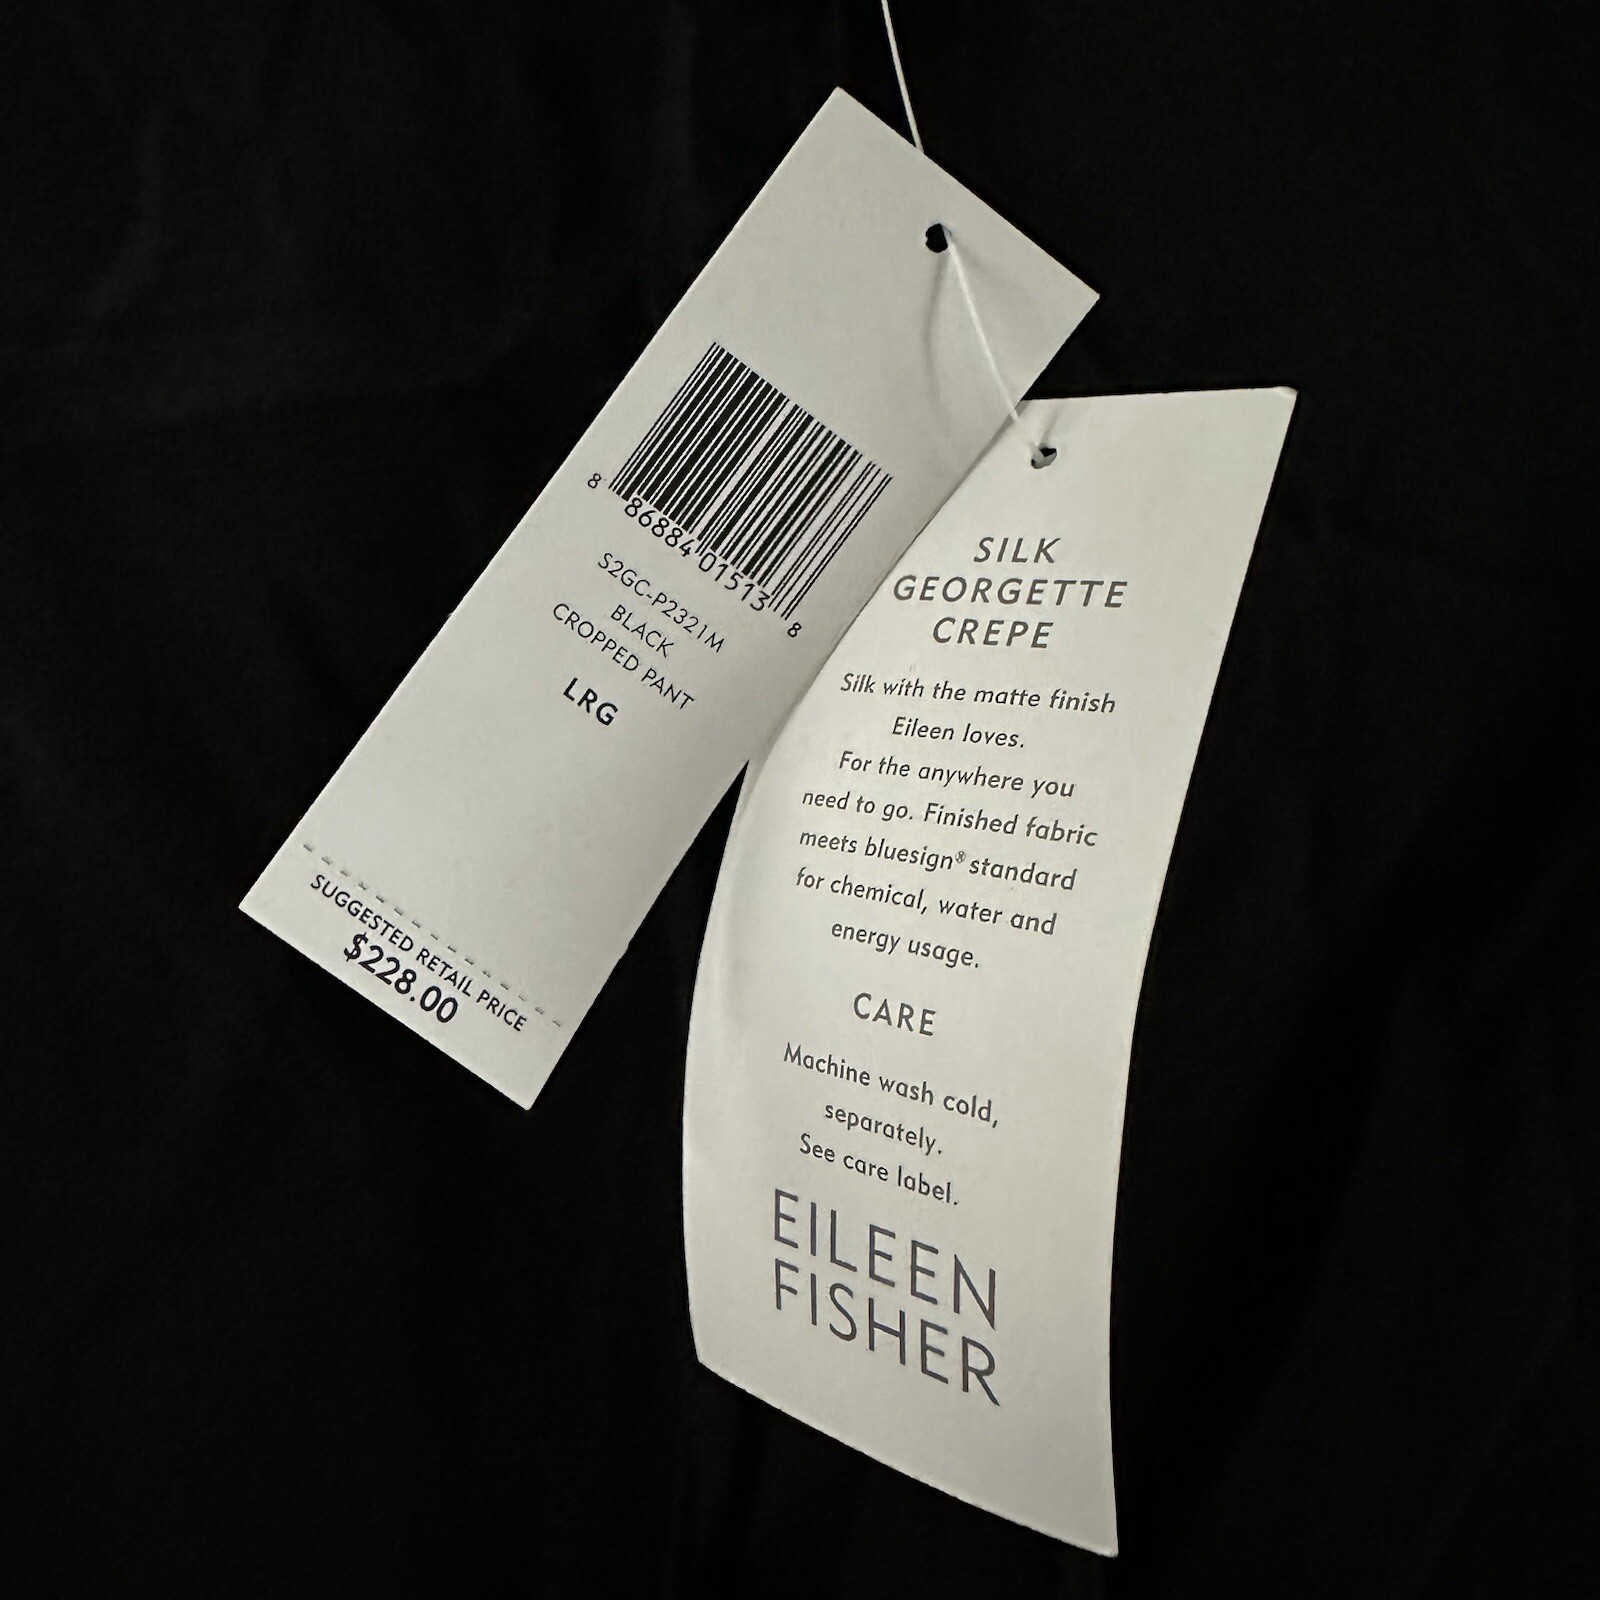 8 86884 01513 8
S2GC-P2321M
BLACK
CROPPED PANT
LRG
SUGGESTED RETAIL PRICE
$228.00
SILK
GEORGETTE
CREPE
Silk with the matte finish
Eileen loves.
For the anywhere you
need to go. Finished fabric
meets bluesign® standard
for chemical, water and
energy usage.
CARE
Machine wash cold,
separately.
See care label.
EILEEN
FISHER